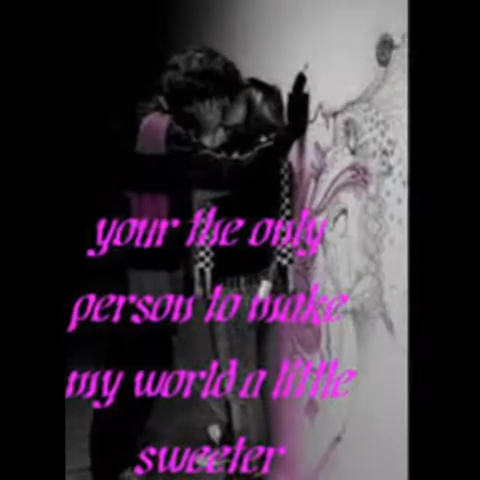 your the only
person to make
my world a little
sweeter